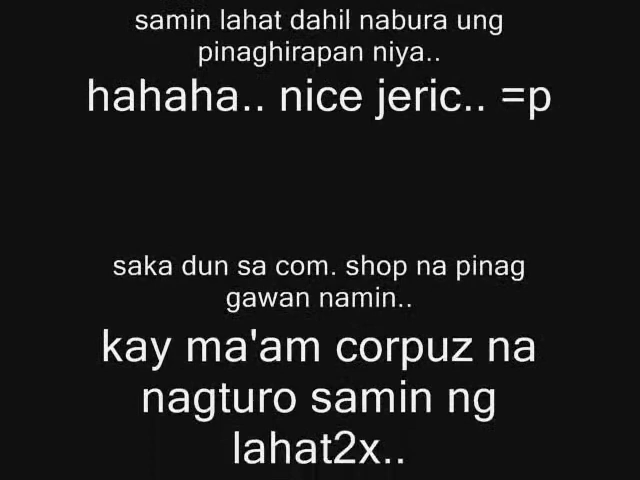 samin lahat dahil nabura ung
pinaghirapan niya..
hahaha.. nice jeric.. =p
saka dun sa com. shop na pinag
gawan namin..
kay ma'am corpuz na
nagturo samin ng
lahat2x..